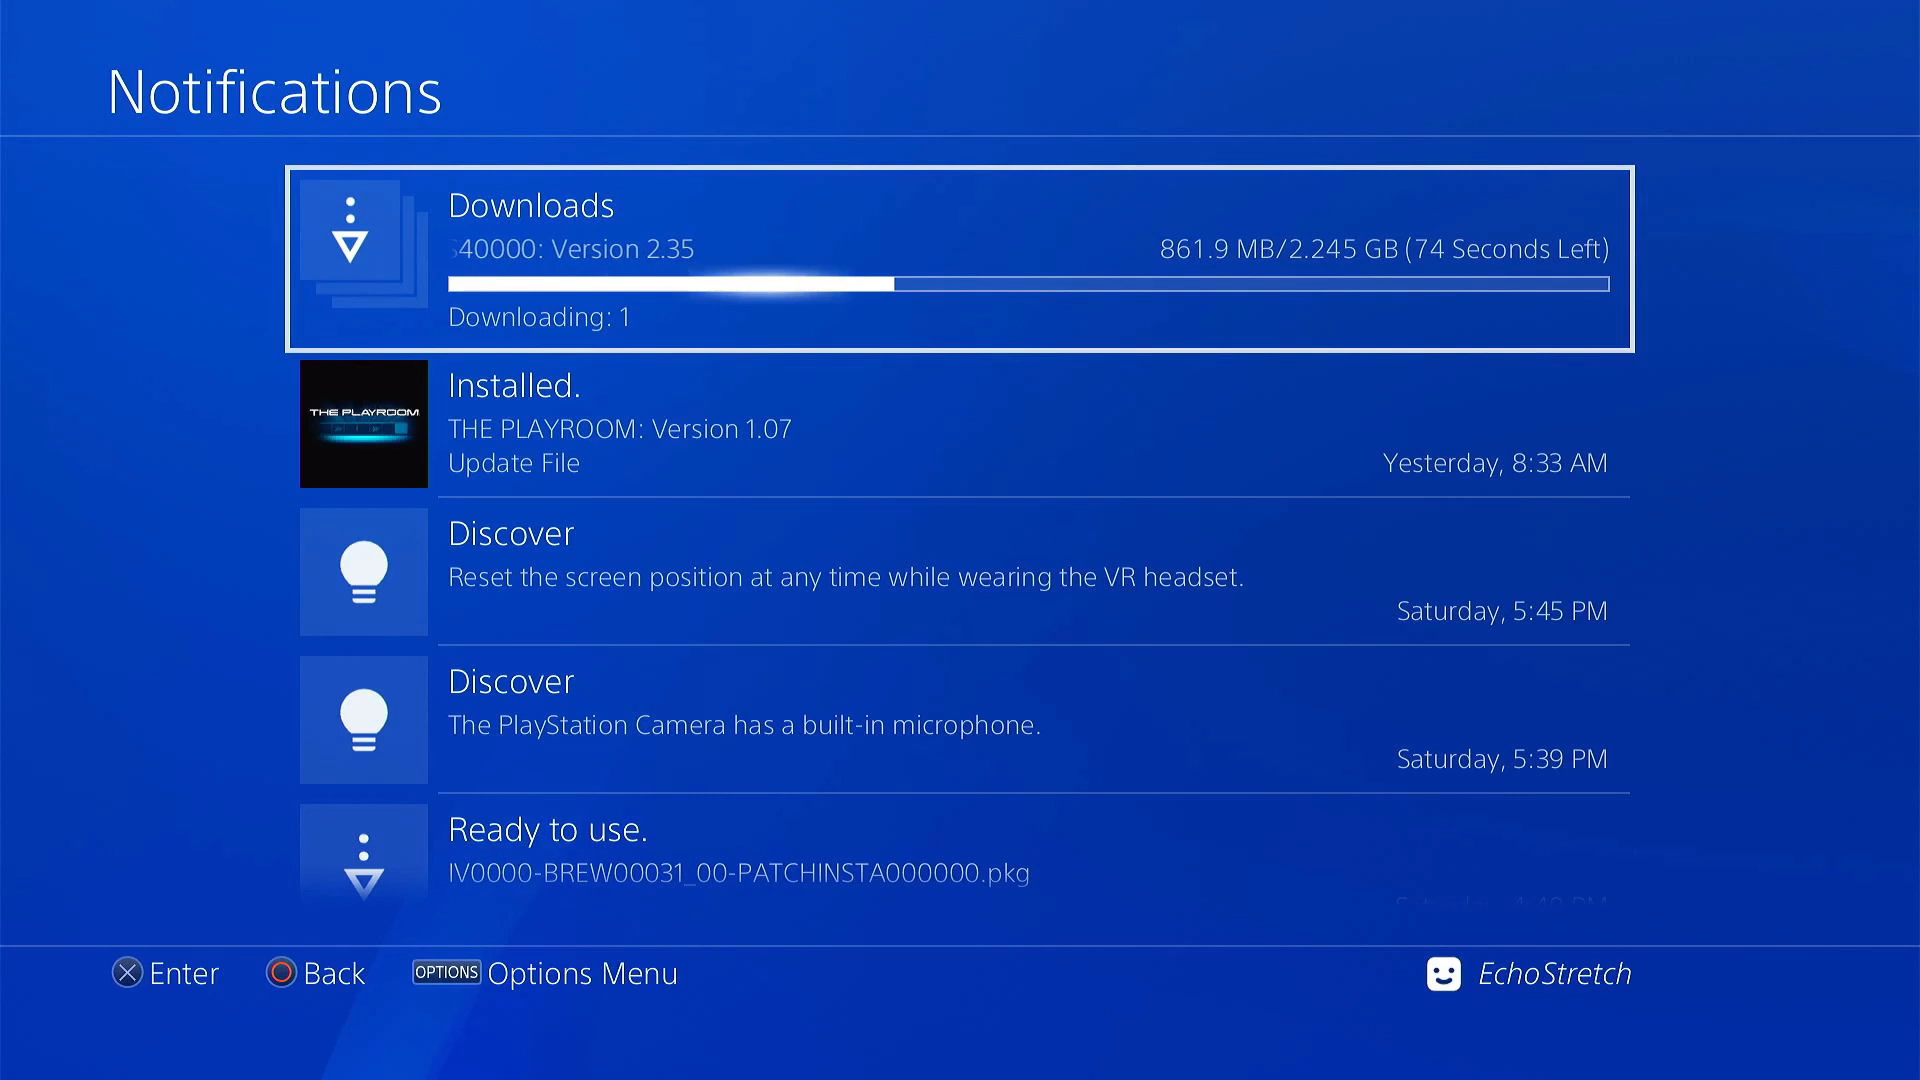 Notifications
Downloads
40000: Version 2.35
861.9 MB/2.245 GB (74 Seconds Left)
Downloading: 1
THE PLAYROOM
Installed.
THE PLAYROOM: Version 1.07
Update File
Yesterday, 8:33 AM
Discover
Reset the screen position at any time while wearing the VR headset.
Saturday, 5:45 PM
Discover
The PlayStation Camera has a built-in microphone.
Saturday, 5:39 PM
Ready to use.
IV0000-BREW00031_00-PATCHINSTA000000.pkg
Enter
Back
OPTIONS Options Menu
EchoStretch